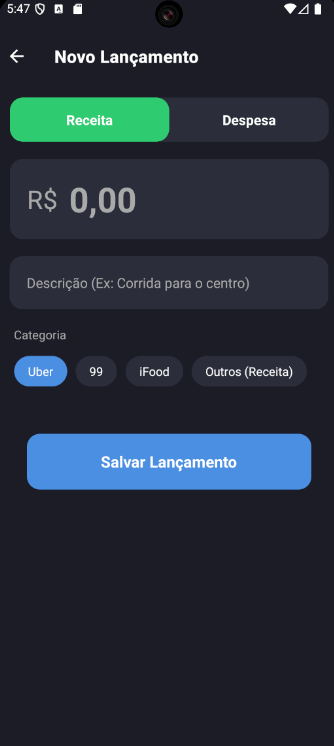 5:47
Novo Lançamento
Receita Despesa
R$ 0,00
Descrição (Ex: Corrida para o centro)
Categoria
Uber 99 iFood Outros (Receita)
Salvar Lançamento